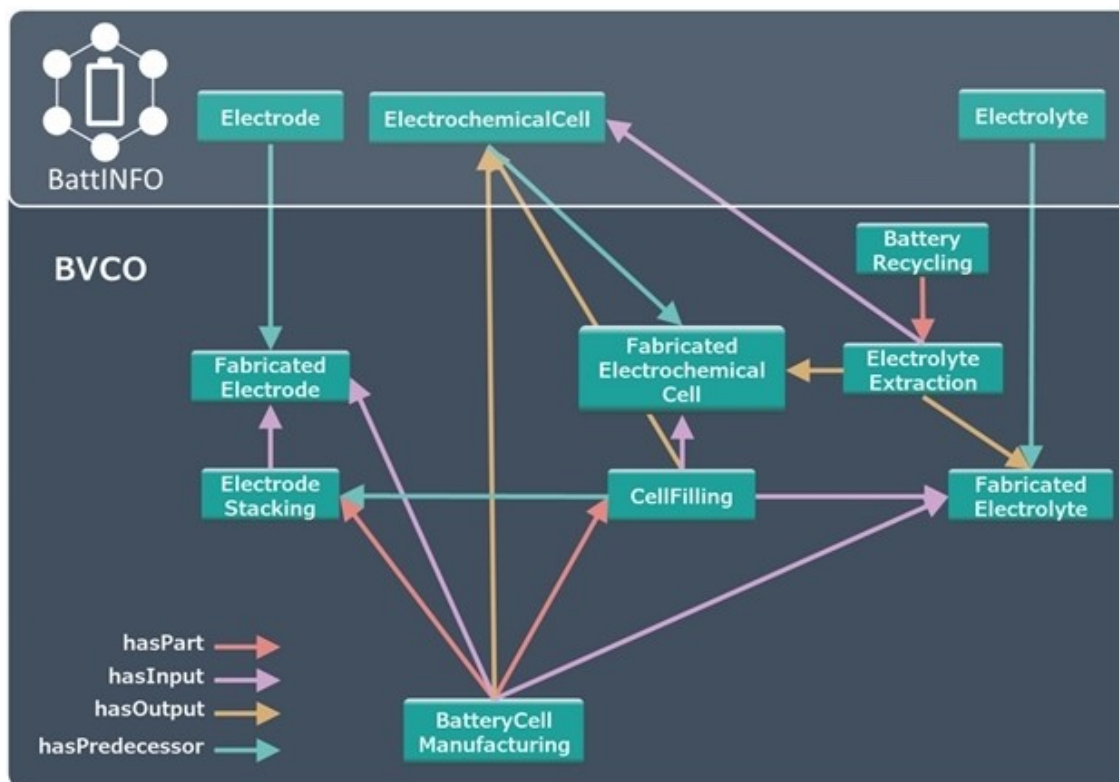 BattINFO
Electrode
ElectrochemicalCell
Electrolyte
BVCO
Battery
Recycling
Fabricated
Electrode
Fabricated
Electrochemical
Cell
Electrolyte
Extraction
Electrode
Stacking
CellFilling
Fabricated
Electrolyte
hasPart
hasInput
hasOutput
hasPredecessor
BatteryCell
Manufacturing